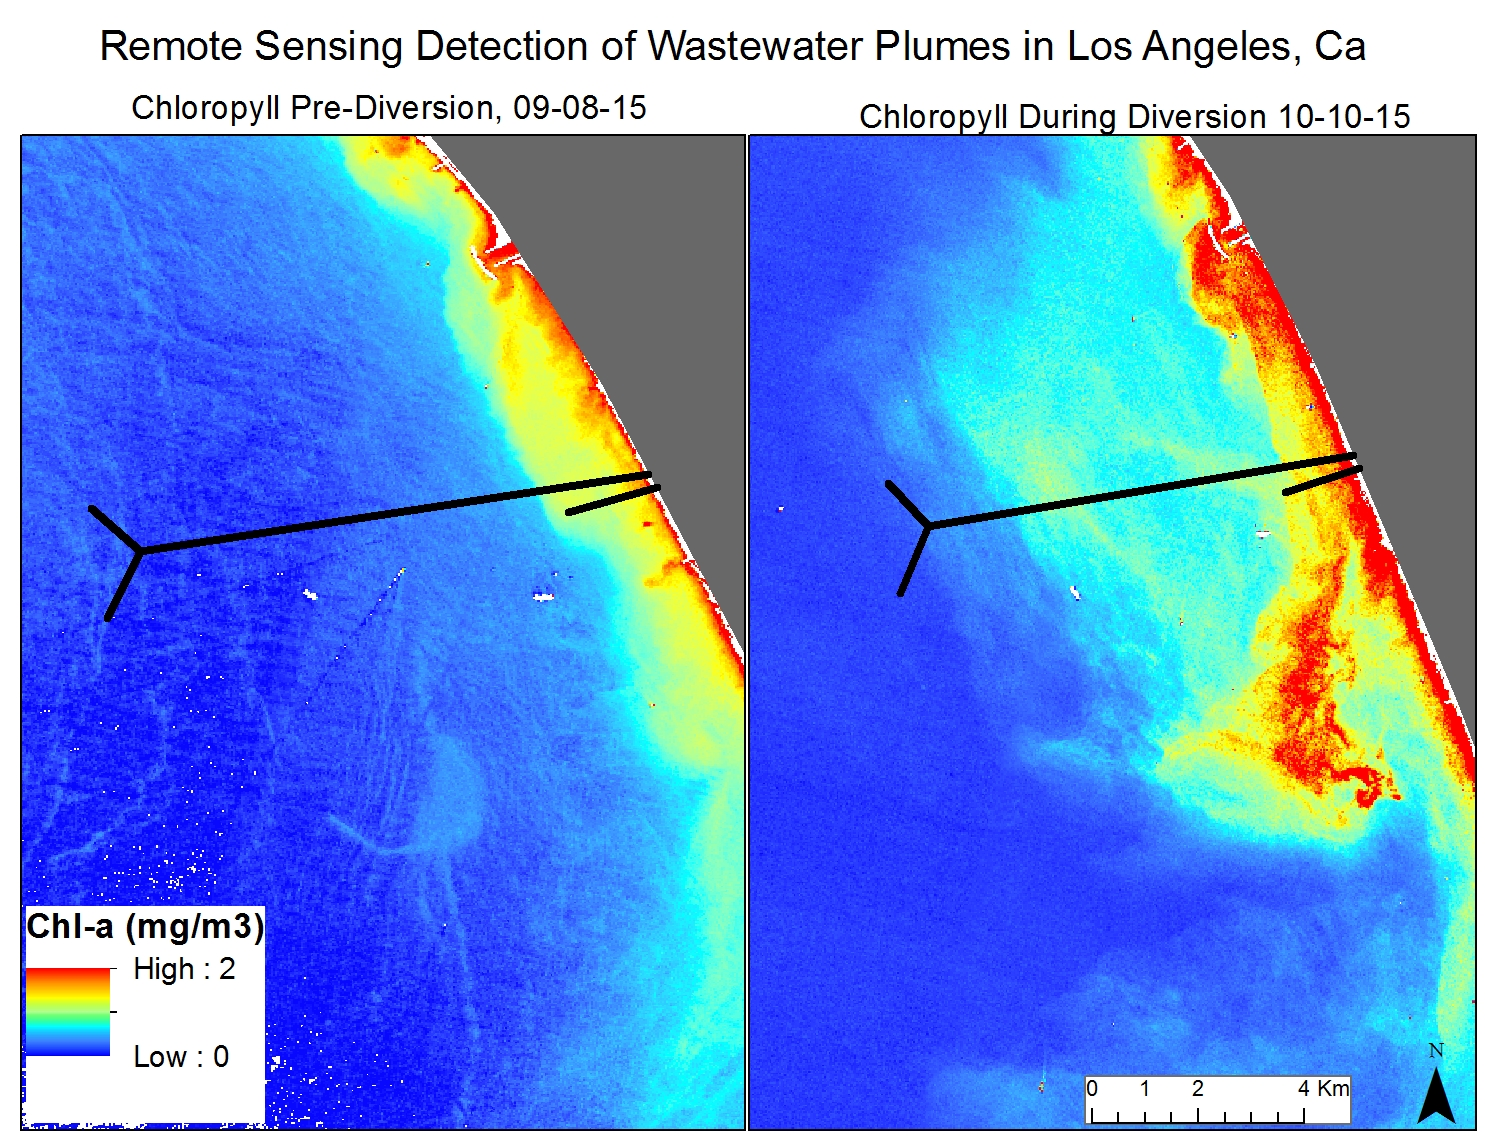 Remote Sensing Detection of Wastewater Plumes in Los Angeles, Ca
Chloropyll Pre-Diversion, 09-08-15
Chloropyll During Diversion 10-10-15
Chl-a (mg/m3)
High : 2
Low : 0
N
0 1 2 4 Km